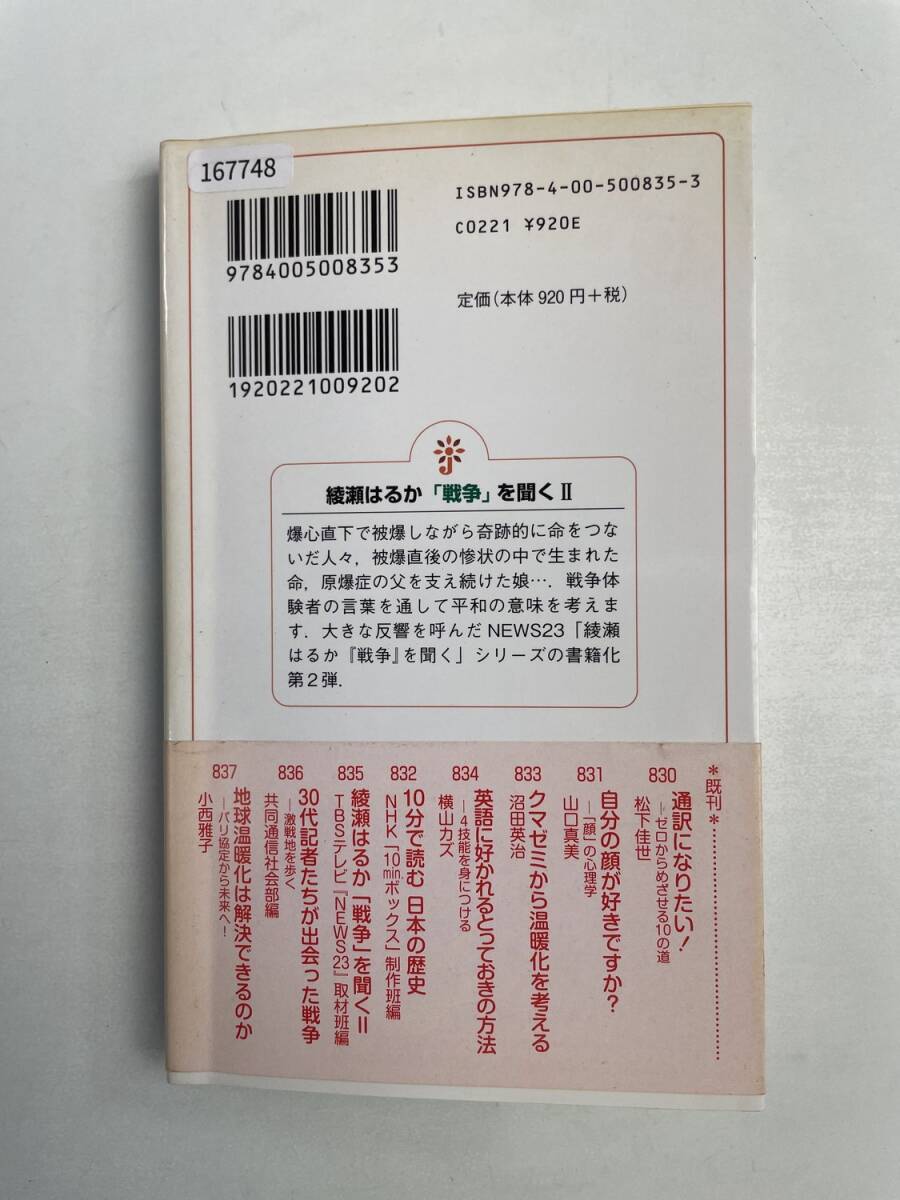 167748
ISBN978-4-00-500835-3
C0221 ¥920E
9784005008353
定価(本体 920 円+税)
1920221009202
綾瀬はるか「戦争」を聞くⅡ
爆心直下で被爆しながら奇跡的に命をつな
いだ人々, 被爆直後の惨状の中で生まれた
命, 原爆症の父を支え続けた娘…. 戦争体
験者の言葉を通して平和の意味を考えま
す. 大きな反響を呼んだNEWS23「綾瀬
はるか『戦争』を聞く」シリーズの書籍化
第2弾.
*既刊*
830
通訳になりたい!
―ゼロからめざせる10の道
松下佳世
831
自分の顔が好きですか?
―「顔」の心理学
山口真美
833
クマゼミから温暖化を考える
沼田英治
834
英語に好かれるとっておきの方法
―4技能を身につける
横山カズ
832
10分で読む 日本の歴史
NHK「10min.ボックス」制作班編
835
綾瀬はるか「戦争」を聞くⅡ
TBSテレビ『NEWS23』取材班編
836
30代記者たちが出会った戦争
―激戦地を歩く
共同通信社会部編
837
地球温暖化は解決できるのか
―パリ協定から未来へ!
小西雅子